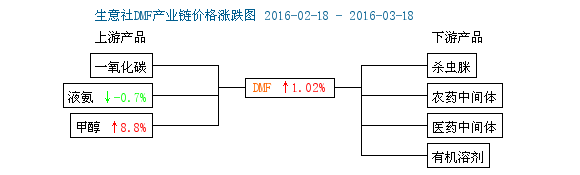 生意社DMF产业链价格涨跌图 2016-02-18 - 2016-03-18
上游产品
下游产品
一氧化碳
液氨 ↓-0.7%
甲醇 ↑8.8%
DMF ↑1.02%
杀虫脒
农药中间体
医药中间体
有机溶剂